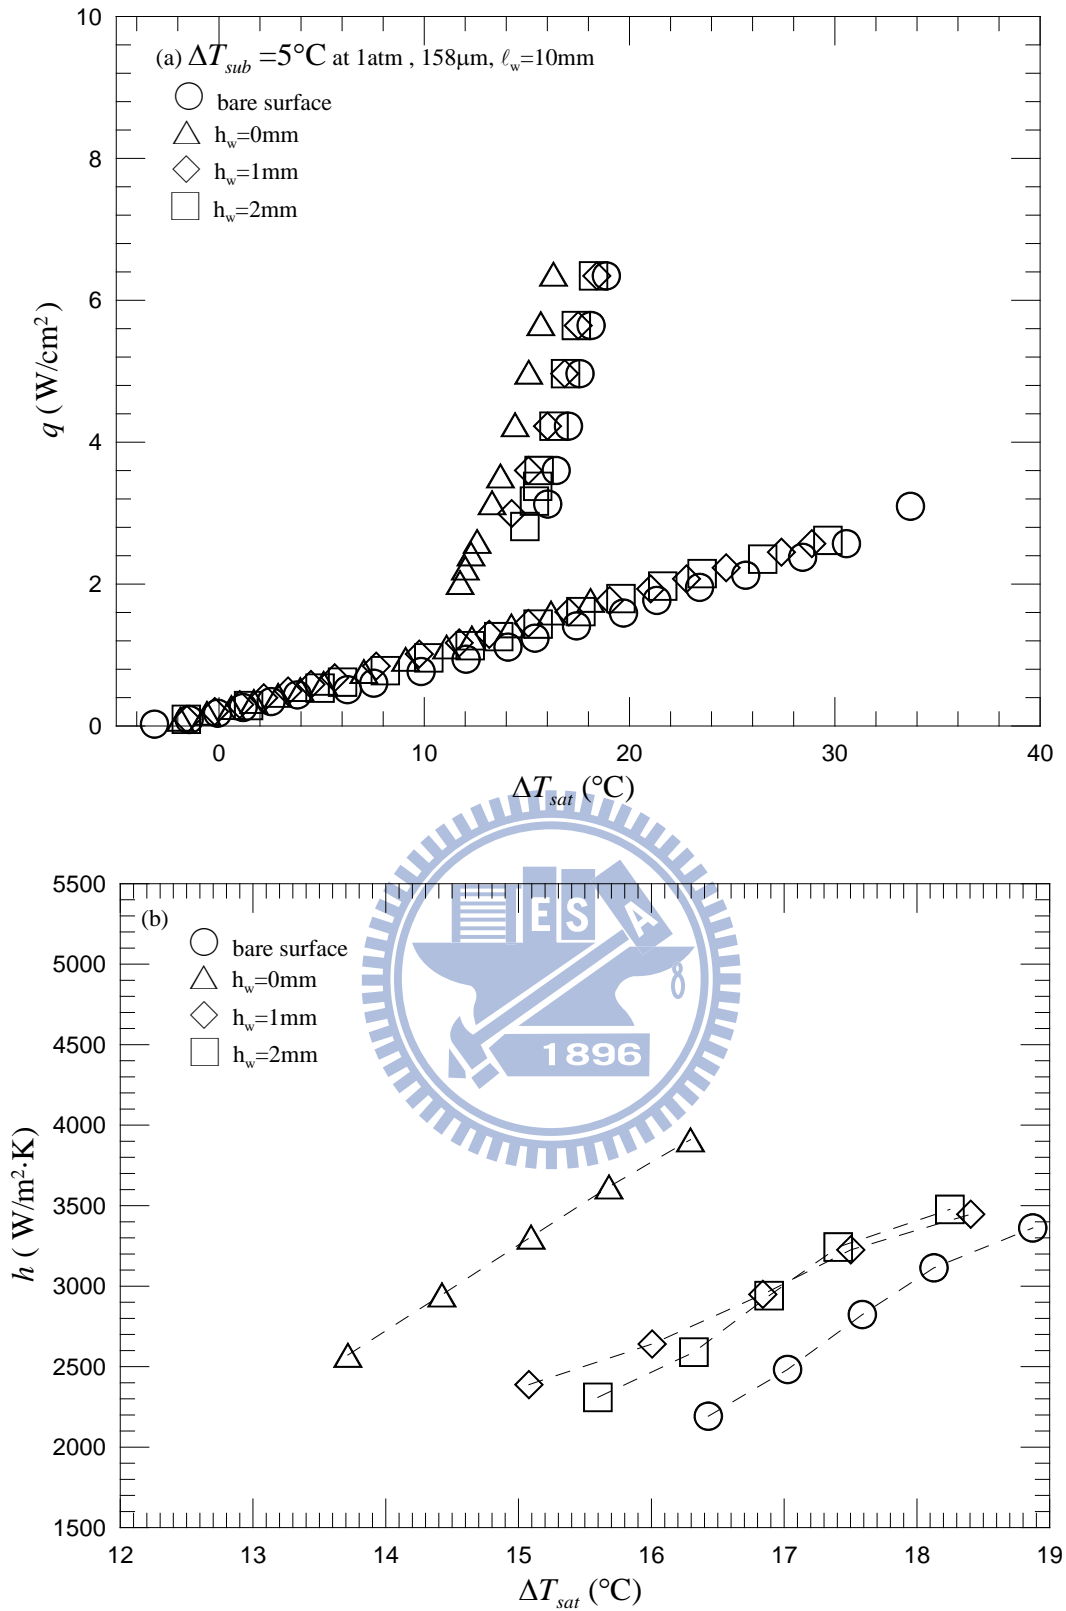 10
8
6
4
2
0
q ( W/cm²)
(a) ΔT_sub =5°C at 1atm , 158μm, ℓ_w=10mm
bare surface
h_w=0mm
h_w=1mm
h_w=2mm
0 10 20 30 40
ΔT_sat (°C)
5500
5000
4500
4000
3500
3000
2500
2000
1500
h ( W/m²·K)
(b)
bare surface
h_w=0mm
h_w=1mm
h_w=2mm
E S A
1896
12 13 14 15 16 17 18 19
ΔT_sat (°C)